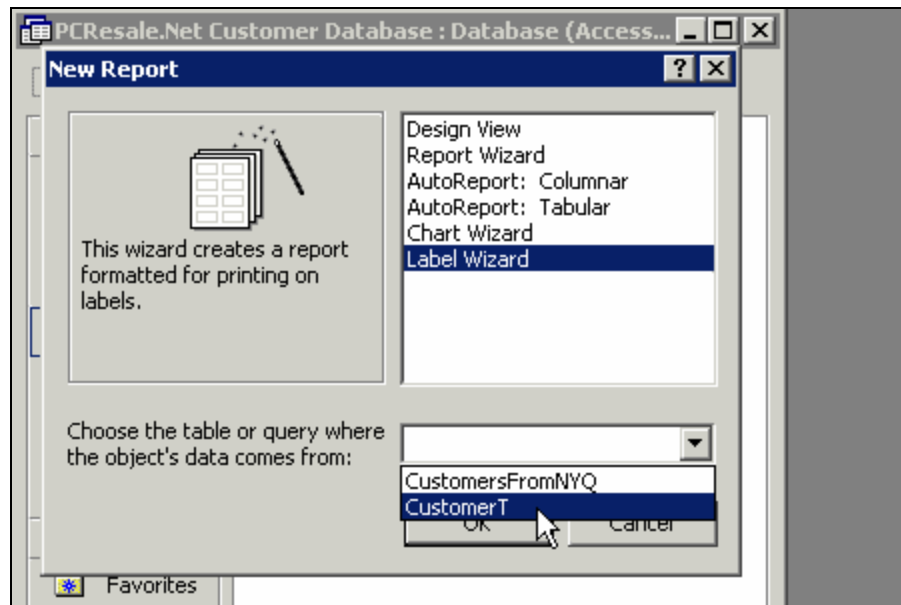 PCResale.Net Customer Database : Database (Access...
New Report
Design View
Report Wizard
AutoReport: Columnar
AutoReport: Tabular
Chart Wizard
Label Wizard
This wizard creates a report
formatted for printing on
labels.
Choose the table or query where
the object's data comes from:
CustomersFromNYQ
CustomerT
OK
Cancel
Favorites